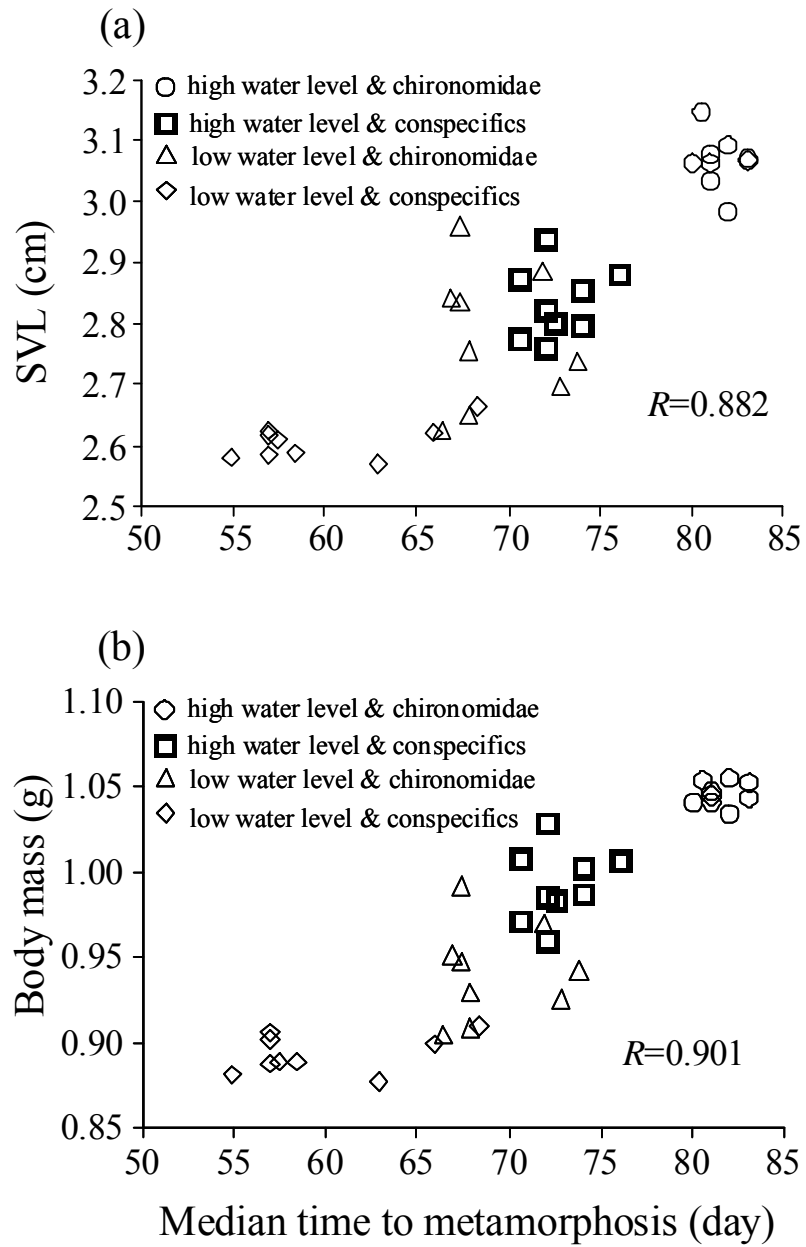 (a)
3.2
high water level & chironomidae
high water level & conspecifics
3.1
low water level & chironomidae
3.0
low water level & conspecifics
2.9
SVL (cm)
2.8
2.7
R=0.882
2.6
2.5
50 55 60 65 70 75 80 85
(b)
1.10
high water level & chironomidae
high water level & conspecifics
1.05
low water level & chironomidae
low water level & conspecifics
1.00
Body mass (g)
0.95
0.90
R=0.901
0.85
50 55 60 65 70 75 80 85
Median time to metamorphosis (day)